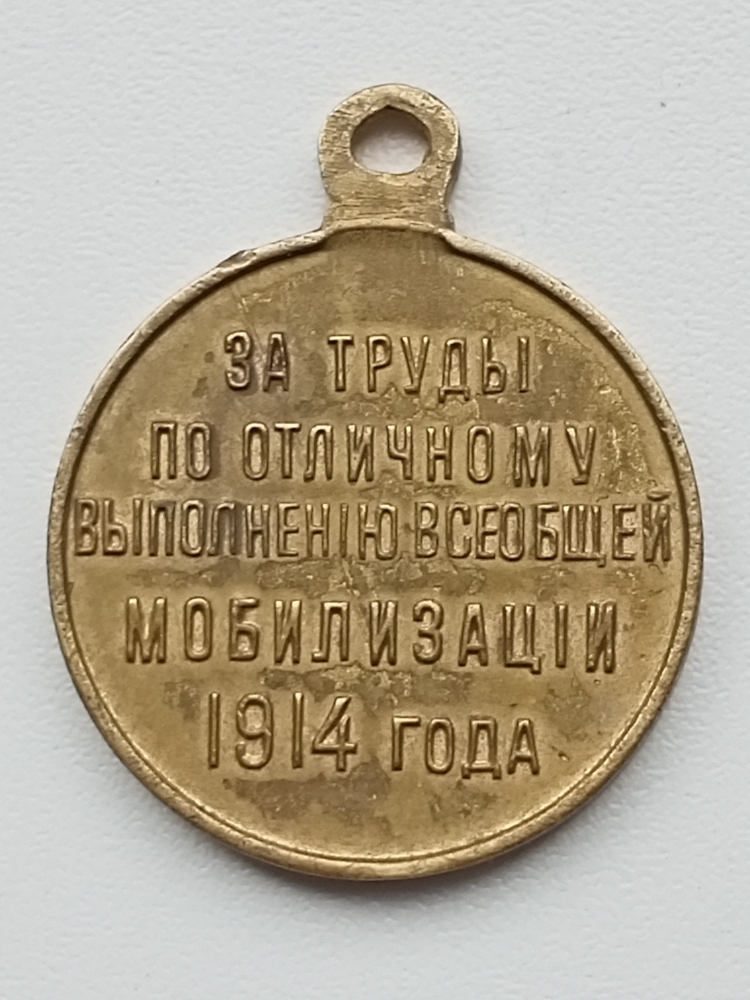 ЗА ТРУДЫ
ПО ОТЛИЧНОМУ
ВЫПОЛНЕНІЮ ВСЕОБЩЕЙ
МОБИЛИЗАЦІИ
1914 ГОДА